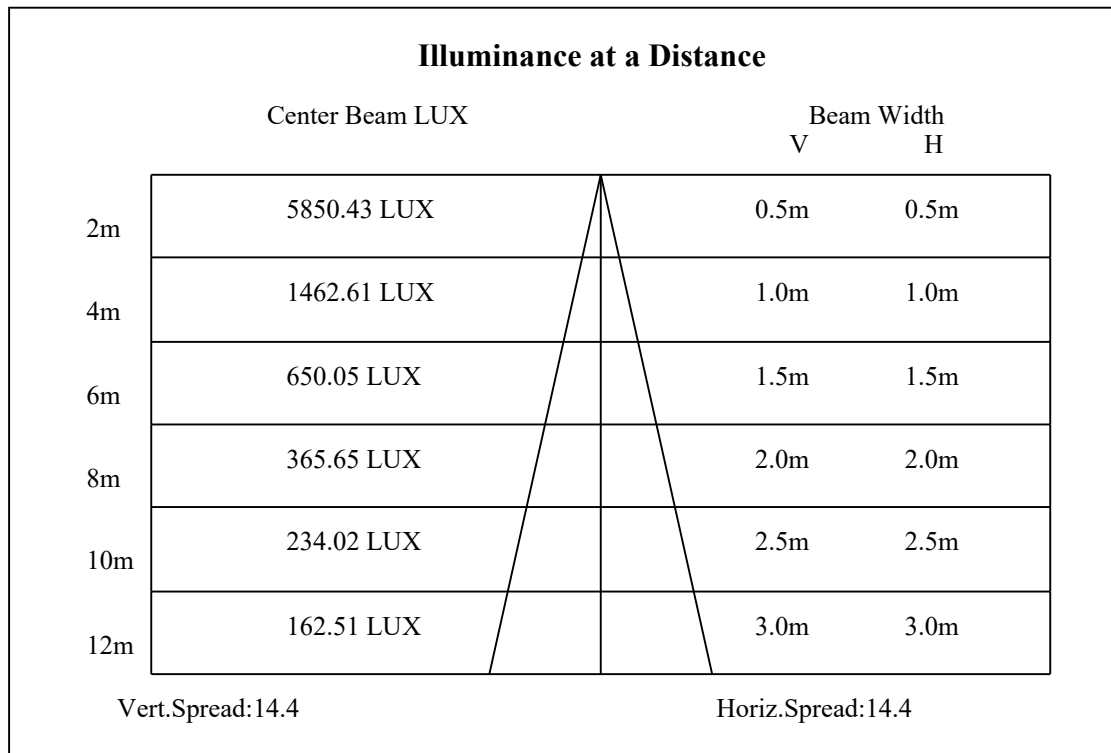 Illuminance at a Distance
Center Beam LUX Beam Width
V H
2m 5850.43 LUX 0.5m 0.5m
4m 1462.61 LUX 1.0m 1.0m
6m 650.05 LUX 1.5m 1.5m
8m 365.65 LUX 2.0m 2.0m
10m 234.02 LUX 2.5m 2.5m
12m 162.51 LUX 3.0m 3.0m
Vert.Spread:14.4 Horiz.Spread:14.4